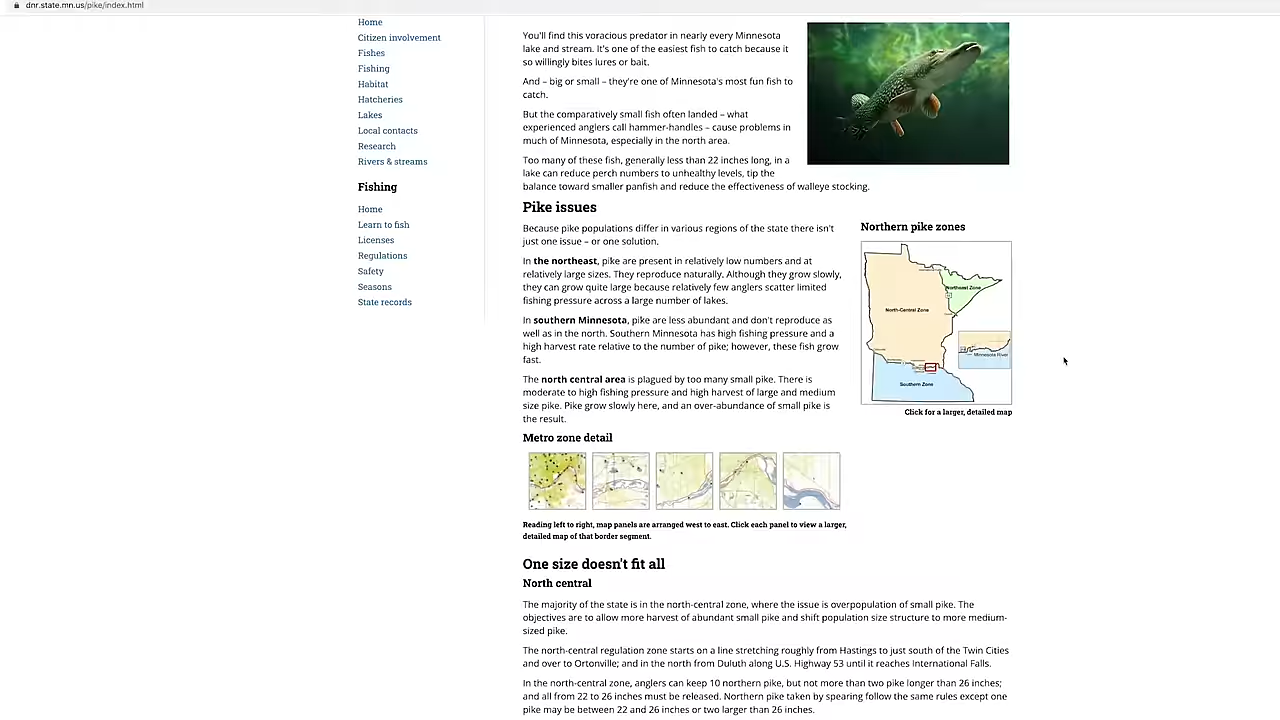 dnr.state.mn.us/pike/index.html
Home
Citizen involvement
Fishes
Fishing
Habitat
Hatcheries
Lakes
Local contacts
Research
Rivers & streams
Fishing
Home
Learn to fish
Licenses
Regulations
Safety
Seasons
State records
You'll find this voracious predator in nearly every Minnesota
lake and stream. It's one of the easiest fish to catch because it
so willingly bites lures or bait.
And – big or small – they're one of Minnesota's most fun fish to
catch.
But the comparatively small fish often landed – what
experienced anglers call hammer-handles – cause problems in
much of Minnesota, especially in the north area.
Too many of these fish, generally less than 22 inches long, in a
lake can reduce perch numbers to unhealthy levels, tip the
balance toward smaller panfish and reduce the effectiveness of walleye stocking.
Pike issues
Because pike populations differ in various regions of the state there isn't
just one issue – or one solution.
In the northeast, pike are present in relatively low numbers and at
relatively large sizes. They reproduce naturally. Although they grow slowly,
they can grow quite large because relatively few anglers scatter limited
fishing pressure across a large number of lakes.
In southern Minnesota, pike are less abundant and don't reproduce as
well as in the north. Southern Minnesota has high fishing pressure and a
high harvest rate relative to the number of pike; however, these fish grow
fast.
The north central area is plagued by too many small pike. There is
moderate to high fishing pressure and high harvest of large and medium
size pike. Pike grow slowly here, and an over-abundance of small pike is
the result.
Northern pike zones
Northeast Zone
North-Central Zone
Minnesota River
Southern Zone
Click for a larger, detailed map
Metro zone detail
Reading left to right, map panels are arranged west to east. Click each panel to view a larger,
detailed map of that border segment.
One size doesn't fit all
North central
The majority of the state is in the north-central zone, where the issue is overpopulation of small pike. The
objectives are to allow more harvest of abundant small pike and shift population size structure to more medium-
sized pike.
The north-central regulation zone starts on a line stretching roughly from Hastings to just south of the Twin Cities
and over to Ortonville; and in the north from Duluth along U.S. Highway 53 until it reaches International Falls.
In the north-central zone, anglers can keep 10 northern pike, but not more than two pike longer than 26 inches;
and all from 22 to 26 inches must be released. Northern pike taken by spearing follow the same rules except one
pike may be between 22 and 26 inches or two larger than 26 inches.